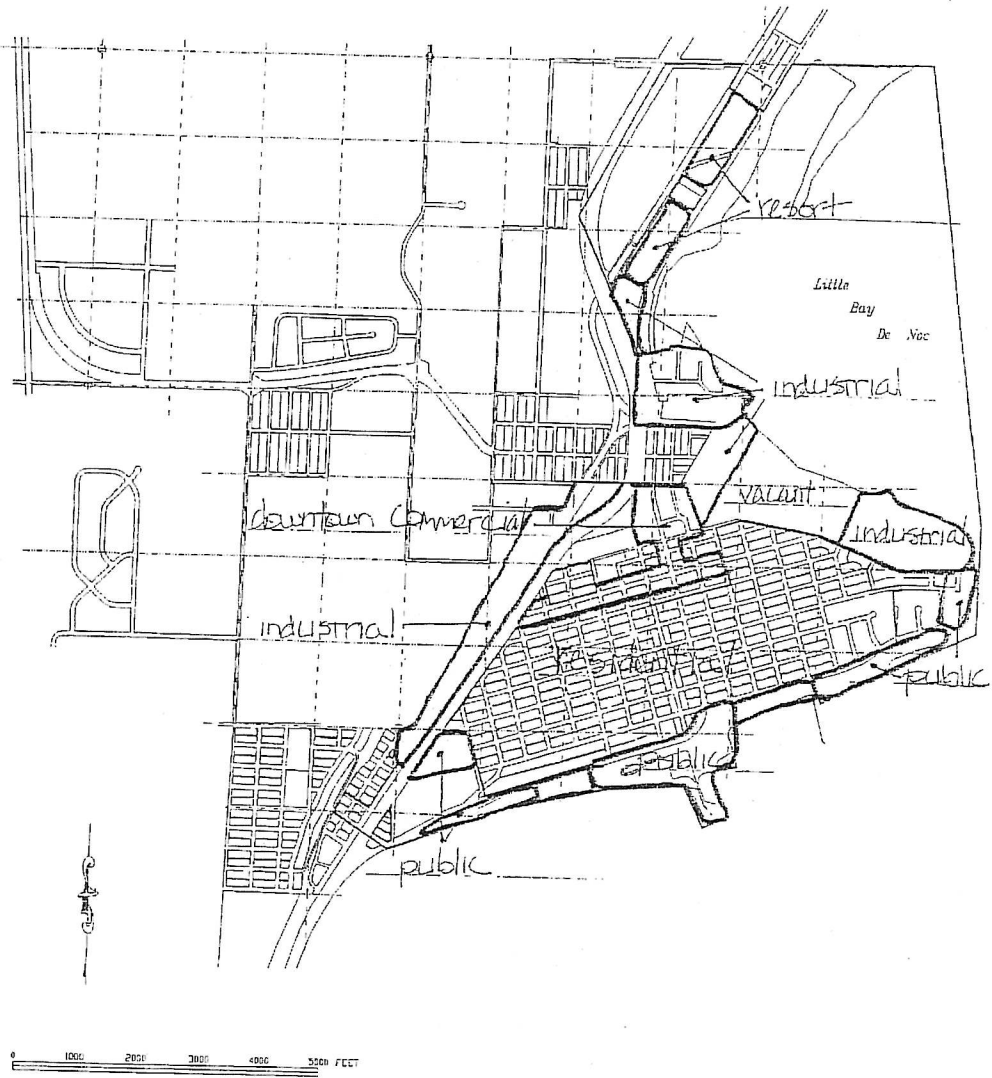 resort
Little
Bay
De Noc
industrial
vacant
downtown Commercial
industrial
industrial
residential
public
public
public
0 1000 2000 3000 4000 5000 FEET